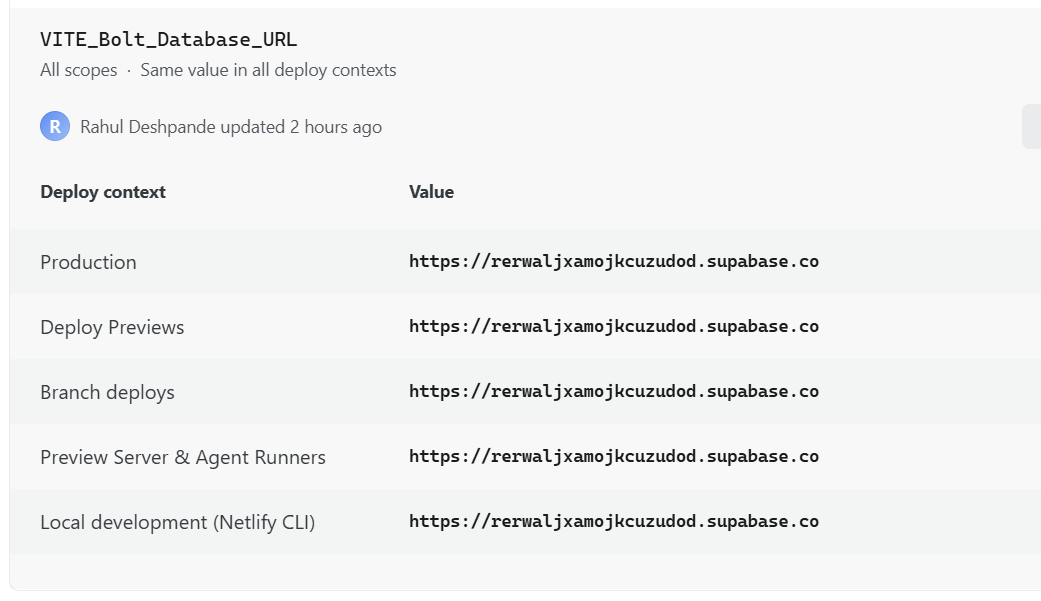 VITE_Bolt_Database_URL
All scopes · Same value in all deploy contexts
R Rahul Deshpande updated 2 hours ago
Deploy context Value
Production https://rerwaljxamojkcuzudod.supabase.co
Deploy Previews https://rerwaljxamojkcuzudod.supabase.co
Branch deploys https://rerwaljxamojkcuzudod.supabase.co
Preview Server & Agent Runners https://rerwaljxamojkcuzudod.supabase.co
Local development (Netlify CLI) https://rerwaljxamojkcuzudod.supabase.co